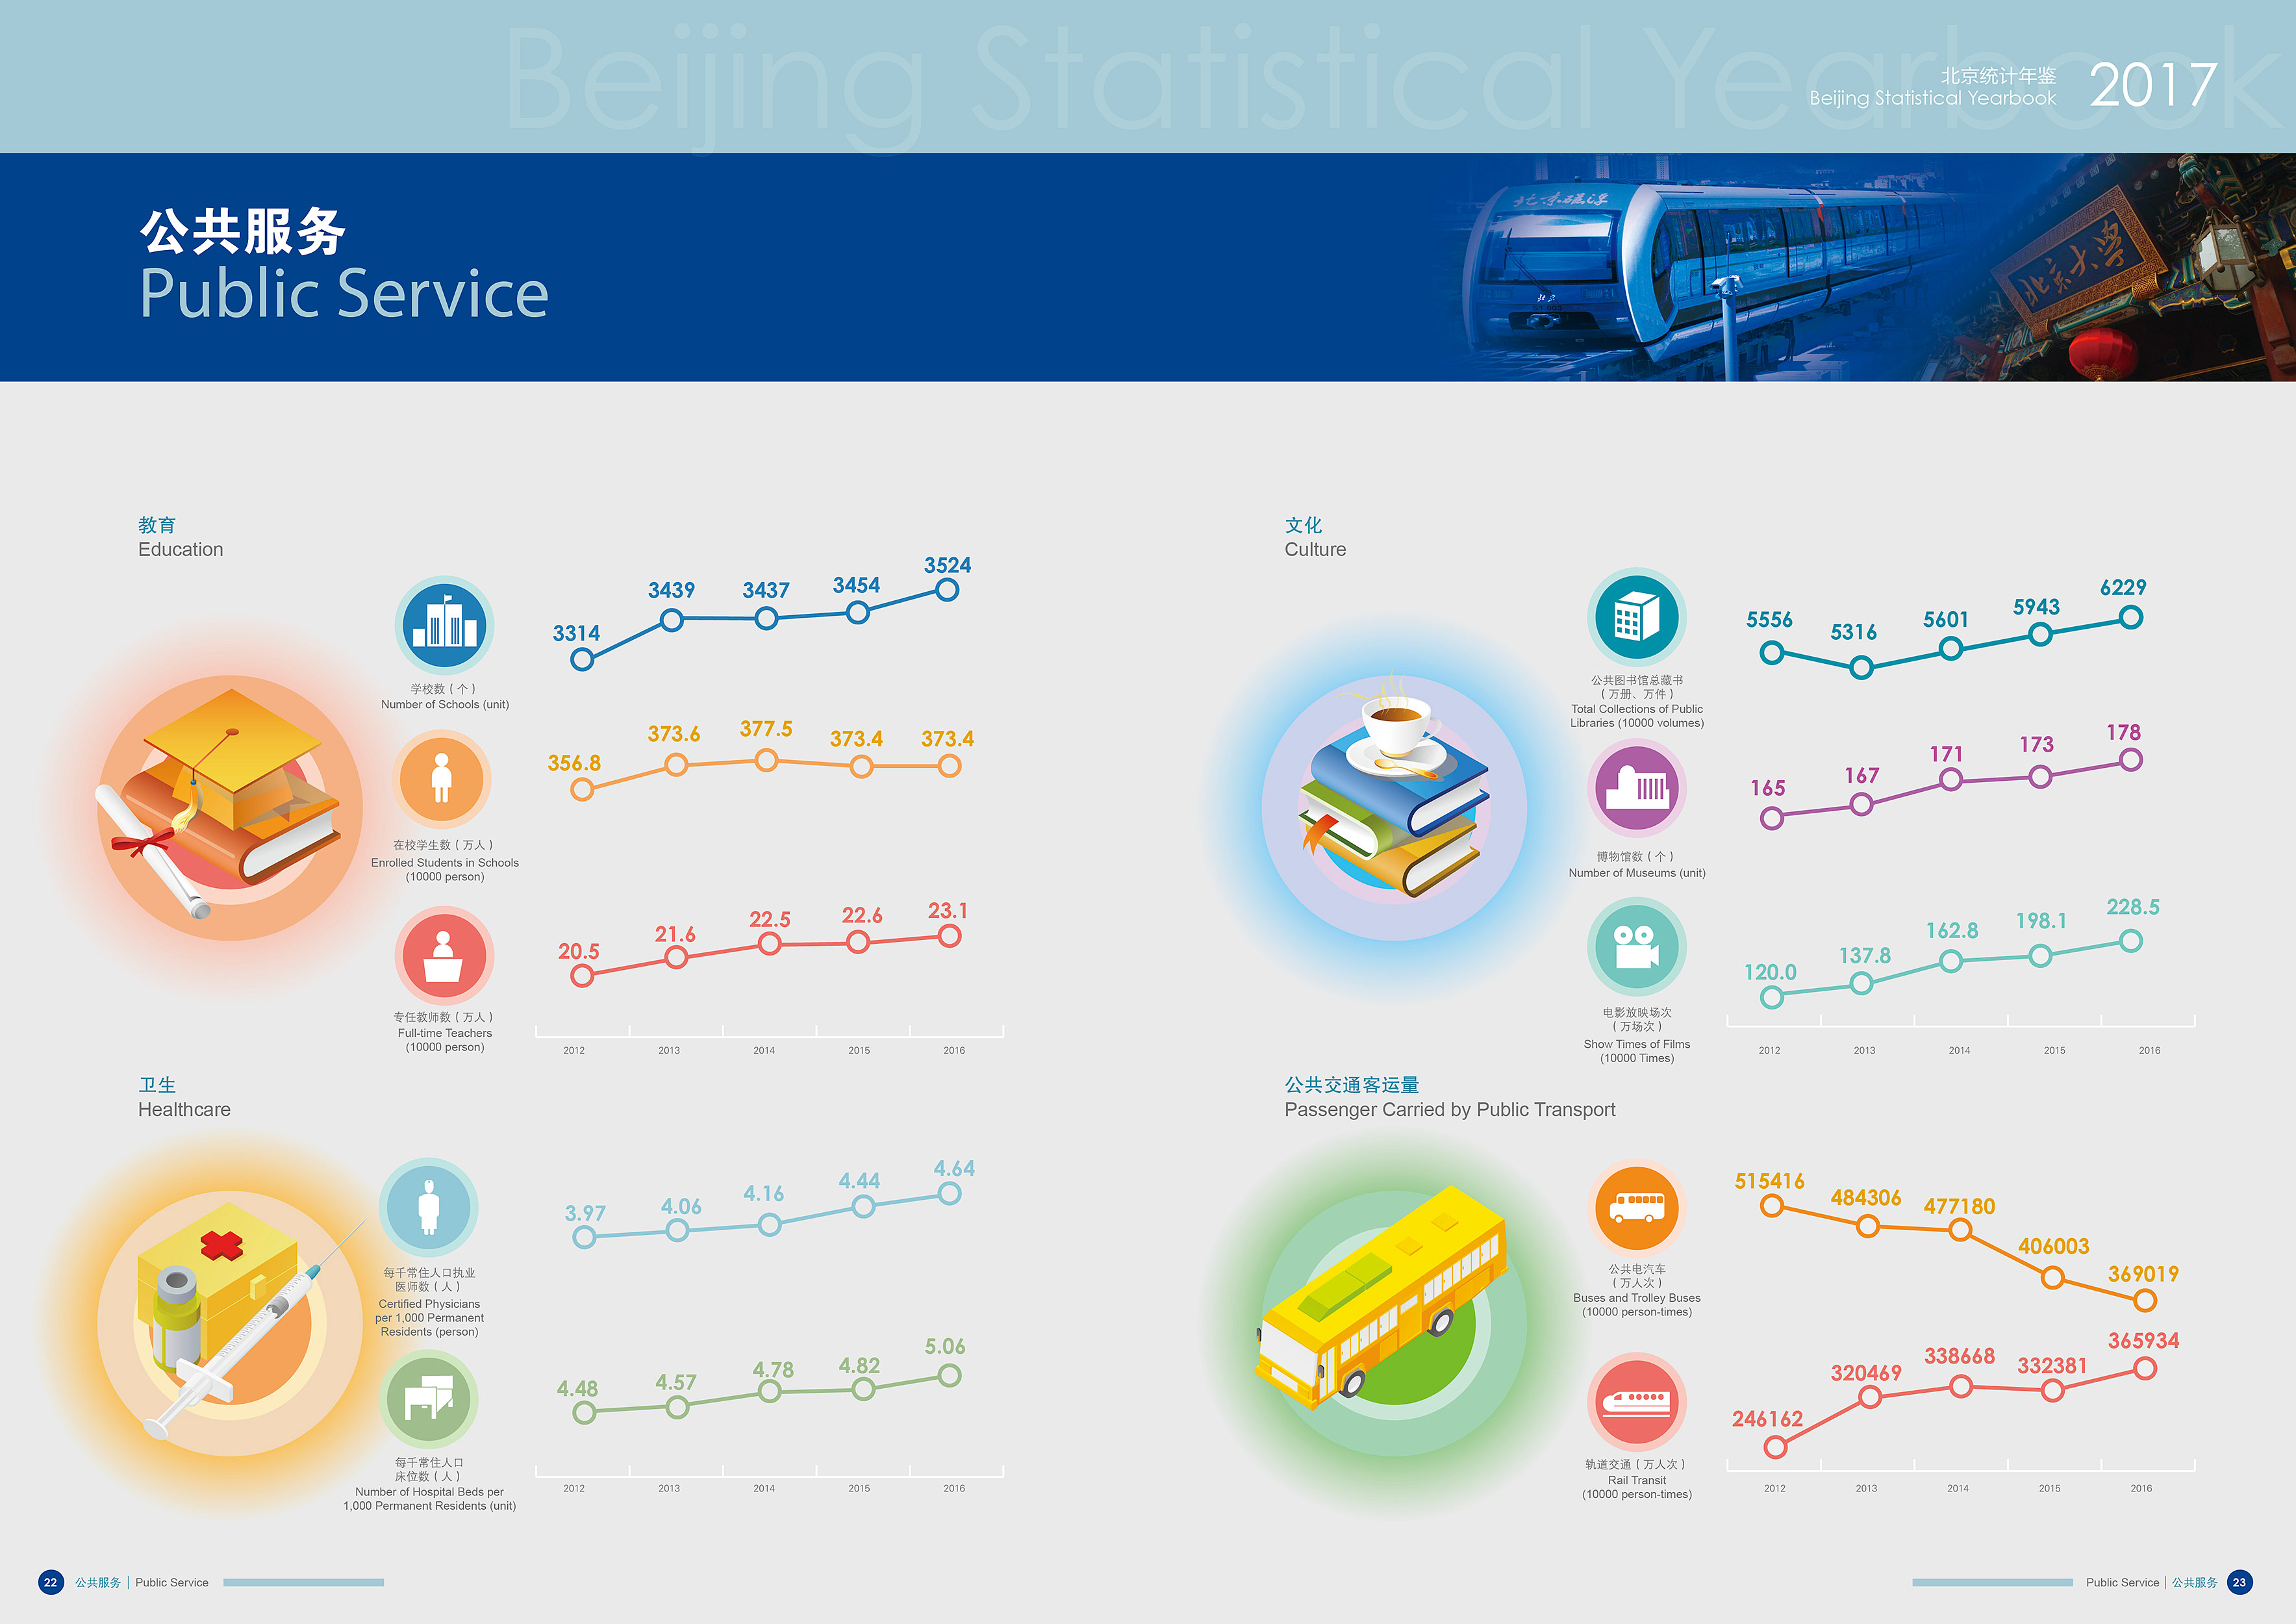 Beijing Statistical Yearbook
北京统计年鉴
Beijing Statistical Yearbook
2017
公共服务
Public Service
北京磁浮
北京
北京大学
教育
Education
3314 3439 3437 3454 3524
学校数（个）
Number of Schools (unit)
356.8 373.6 377.5 373.4 373.4
在校学生数（万人）
Enrolled Students in Schools
(10000 person)
20.5 21.6 22.5 22.6 23.1
专任教师数（万人）
Full-time Teachers
(10000 person)
2012 2013 2014 2015 2016
卫生
Healthcare
3.97 4.06 4.16 4.44 4.64
每千常住人口执业
医师数（人）
Certified Physicians
per 1,000 Permanent
Residents (person)
4.48 4.57 4.78 4.82 5.06
每千常住人口
床位数（人）
Number of Hospital Beds per
1,000 Permanent Residents (unit)
2012 2013 2014 2015 2016
文化
Culture
5556 5316 5601 5943 6229
公共图书馆总藏书
（万册、万件）
Total Collections of Public
Libraries (10000 volumes)
165 167 171 173 178
博物馆数（个）
Number of Museums (unit)
120.0 137.8 162.8 198.1 228.5
电影放映场次
（万场次）
Show Times of Films
(10000 Times)
2012 2013 2014 2015 2016
公共交通客运量
Passenger Carried by Public Transport
515416 484306 477180 406003 369019
公共电汽车
（万人次）
Buses and Trolley Buses
(10000 person-times)
246162 320469 338668 332381 365934
轨道交通（万人次）
Rail Transit
(10000 person-times)
2012 2013 2014 2015 2016
22 公共服务 | Public Service
Public Service | 公共服务 23